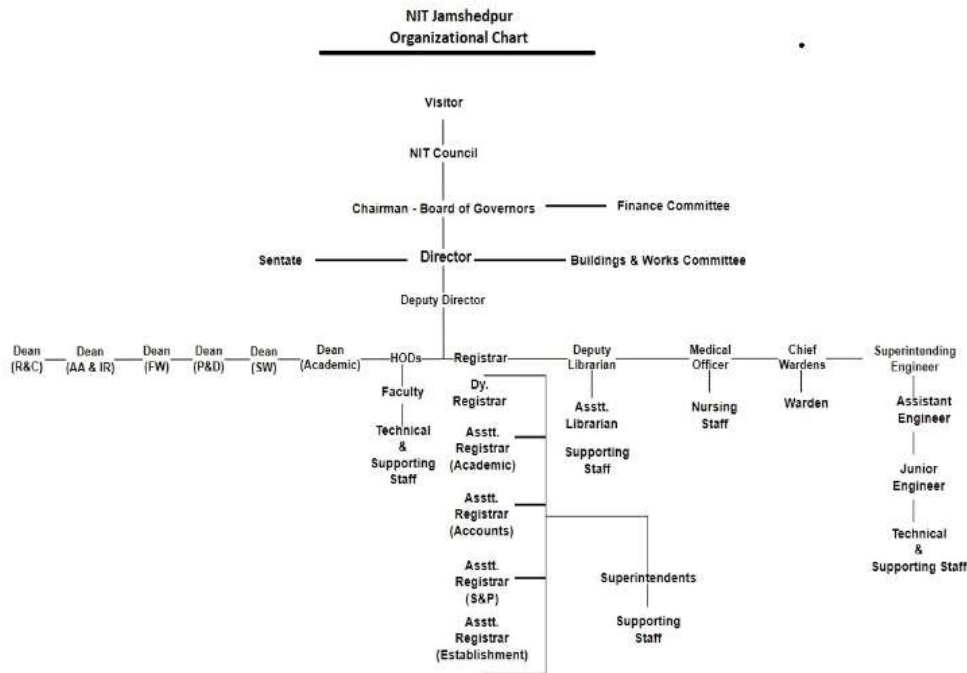 NIT Jamshedpur
Organizational Chart
Visitor
NIT Council
Chairman - Board of Governors
Finance Committee
Sentate
Director
Buildings & Works Committee
Deputy Director
Dean
(R&C)
Dean
(AA & IR)
Dean
(FW)
Dean
(P&D)
Dean
(SW)
Dean
(Academic)
HODs
Registrar
Deputy
Librarian
Medical
Officer
Chief
Wardens
Superintending
Engineer
Faculty
Technical
&
Supporting
Staff
Dy.
Registrar
Asstt.
Registrar
(Academic)
Asstt.
Registrar
(Accounts)
Asstt.
Registrar
(S&P)
Asstt.
Registrar
(Establishment)
Superintendents
Supporting
Staff
Asstt.
Librarian
Supporting
Staff
Nursing
Staff
Warden
Assistant
Engineer
Junior
Engineer
Technical
&
Supporting Staff